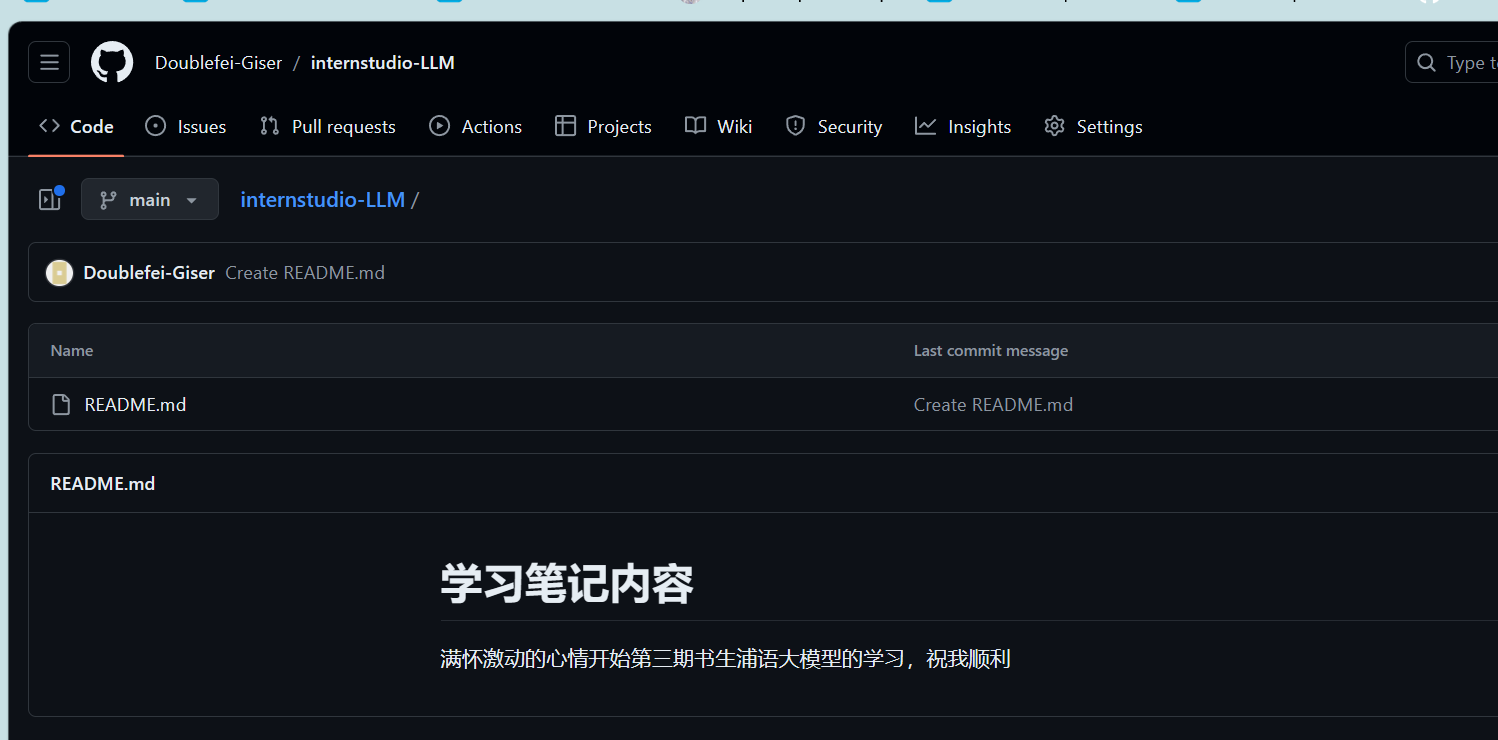 Doublefei-Giser / internstudio-LLM
Type t
Code Issues Pull requests Actions Projects Wiki Security Insights Settings
main internstudio-LLM /
Doublefei-Giser Create README.md
Name Last commit message
README.md Create README.md
README.md
学习笔记内容
满怀激动的心情开始第三期书生浦语大模型的学习，祝我顺利